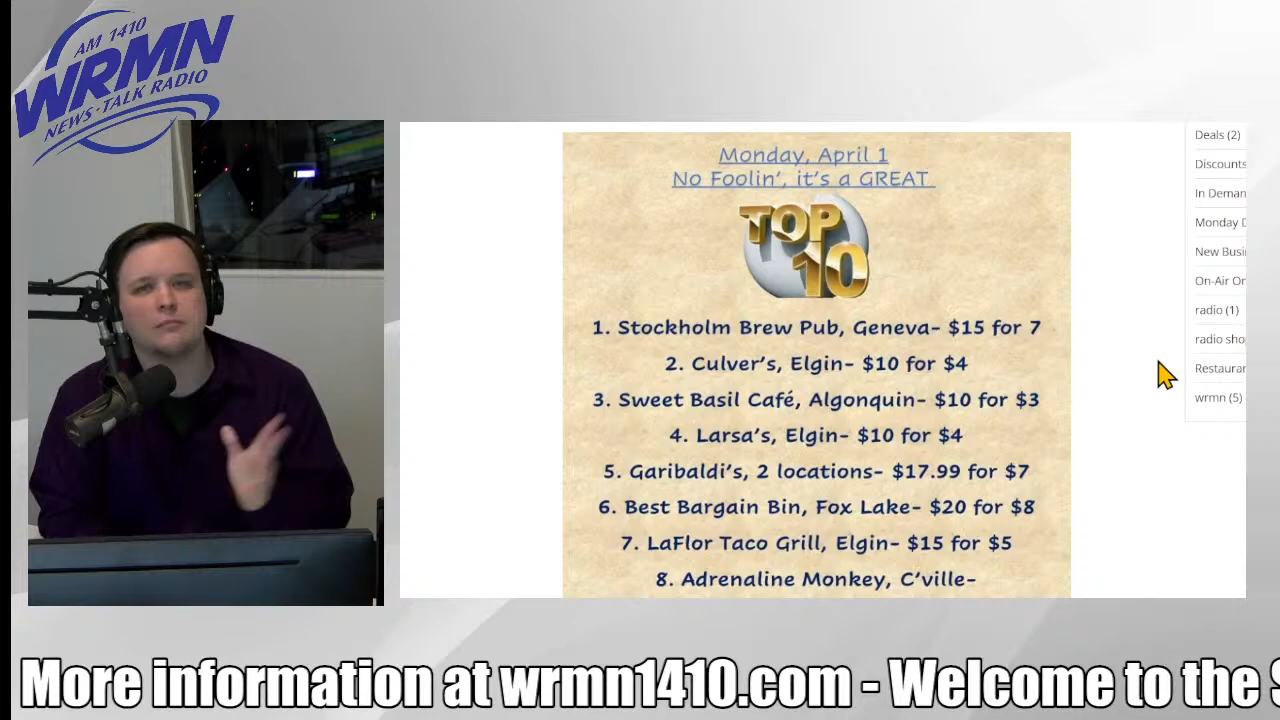 AM 1410
WRMN
NEWS·TALK RADIO
Monday, April 1
No Foolin’, it’s a GREAT
TOP
10
1. Stockholm Brew Pub, Geneva- $15 for 7
2. Culver’s, Elgin- $10 for $4
3. Sweet Basil Café, Algonquin- $10 for $3
4. Larsa’s, Elgin- $10 for $4
5. Garibaldi’s, 2 locations- $17.99 for $7
6. Best Bargain Bin, Fox Lake- $20 for $8
7. LaFlor Taco Grill, Elgin- $15 for $5
8. Adrenaline Monkey, C’ville-
Deals (2)
Discounts
In Deman
Monday D
New Busi
On-Air Or
radio (1)
radio sho
Restauran
wrmn (5)
More information at wrmn1410.com - Welcome to the